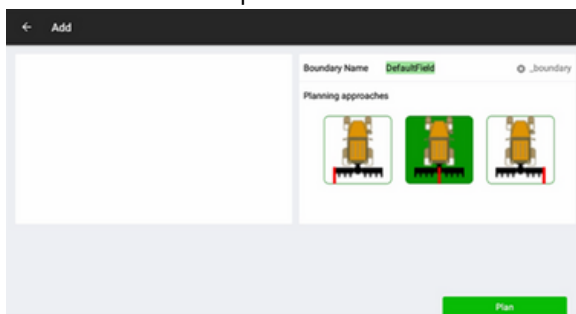 ← Add
Boundary Name DefaultField _boundary
Planning approaches
Plan